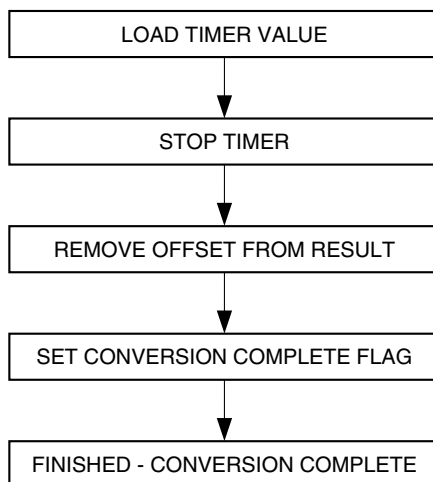 LOAD TIMER VALUE
STOP TIMER
REMOVE OFFSET FROM RESULT
SET CONVERSION COMPLETE FLAG
FINISHED - CONVERSION COMPLETE